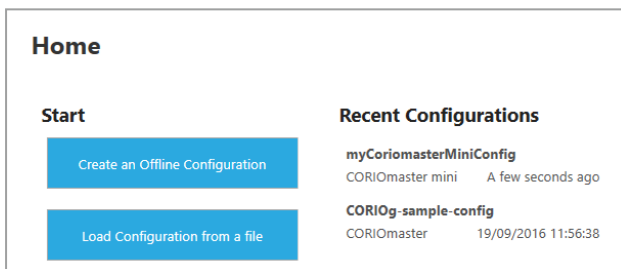 Home
Start
Create an Offline Configuration
Load Configuration from a file
Recent Configurations
myCoriomasterMiniConfig
CORIOmaster mini A few seconds ago
CORIOg-sample-config
CORIOmaster 19/09/2016 11:56:38